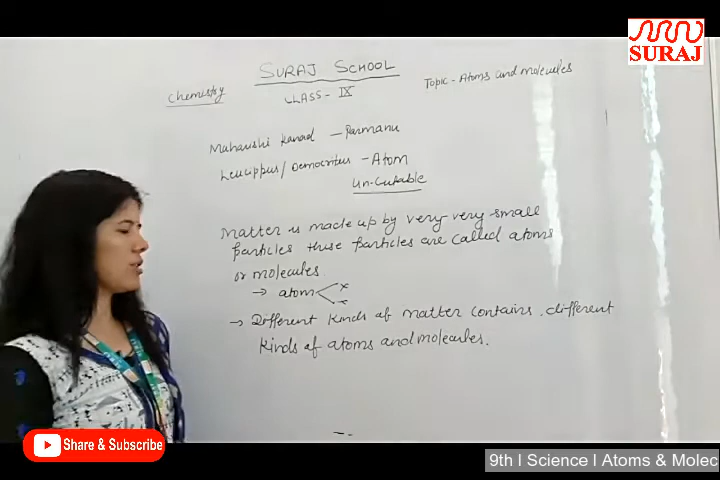 SURAJ
SURAJ SCHOOL
Chemistry
CLASS - IX
Topic - Atoms and molecules
Maharshi Kanad - Parmanu
Leucippus/Democritus - Atom
Un-Cutable
Matter is made up by very-very-small
particles these particles are called atoms
or molecules.
→ atom
→ Different kinds of matter contains. different
kinds of atoms and molecules.
Share & Subscribe
9th I Science I Atoms & Molec